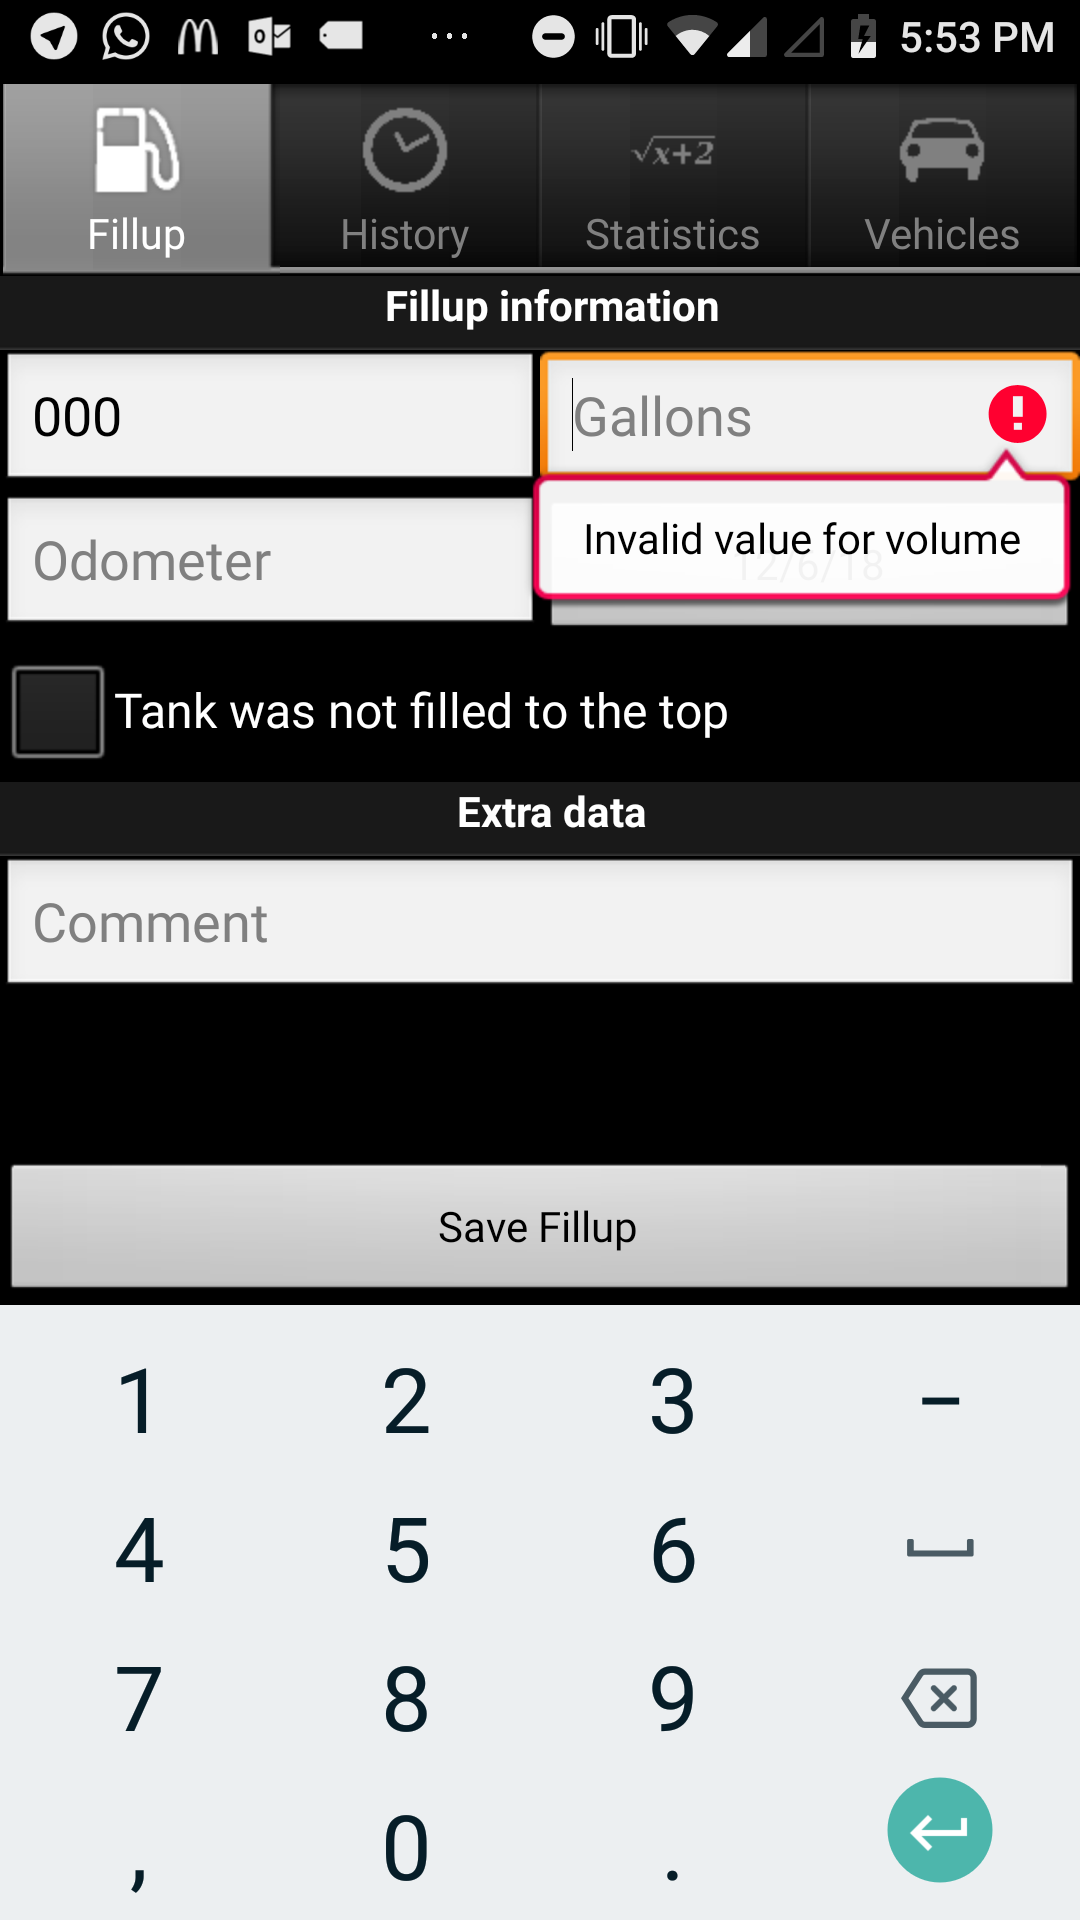 5:53 PM
√x+2
Fillup History Statistics Vehicles
Fillup information
000 Gallons
Invalid value for volume
Odometer 12/6/18
Tank was not filled to the top
Extra data
Comment
Save Fillup
1 2 3 –
4 5 6
7 8 9
, 0 .